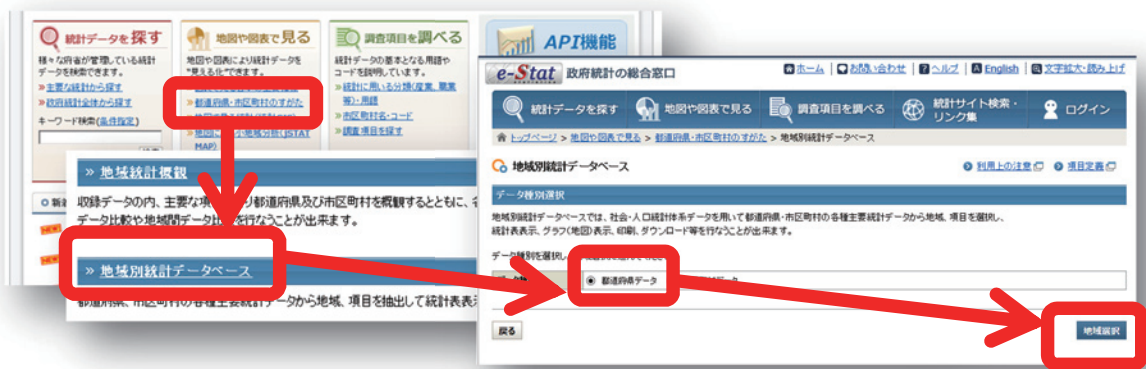 統計データを探す
様々な府省が管理している統計
データを検索できます。
»主要な統計から探す
»政府統計全体から探す
キーワード検索(条件指定)
地図や図表で見る
地図や図表により統計データを
"見える化"できます。
»都道府県・市区町村のすがた
MAP)
調査項目を調べる
統計データの基本となる用語や
コードを説明しています。
»統計に用いる分類(産業、職業
等)・用語
»市区町村名・コード
»調査項目を探す
API機能
» 地域統計概観
収録データの内、主要な項
り都道府県及び市区町村を概観するとともに、
データ比較や地域間データ比
を行なうことが出
来ます。
» 地域別統計データベース
都道府県、市区町村の各種主要統計データから地域、項目を抽出して統計表表示
e-Stat 政府統計の総合窓口
ホーム | お問い合わせ | ヘルプ | English | 文字拡大・読み上げ
統計データを探す 地図や図表で見る 調査項目を調べる 統計サイト検索・
リンク集 ログイン
トップページ > 地図や図表で見る > 都道府県・市区町村のすがた > 地域別統計データベース
地域別統計データベース 利用上の注意 項目定義
データ種別選択
地域別統計データベースでは、社会・人口統計体系データを用いて都道府県・市区町村の各種主要統計データから地域、項目を選択し、
統計表表示、グラフ(地図)表示、印刷、ダウンロード等を行なうことが出来ます。
データ種別を選択し
都道府県データ
データ
戻る 地域選択